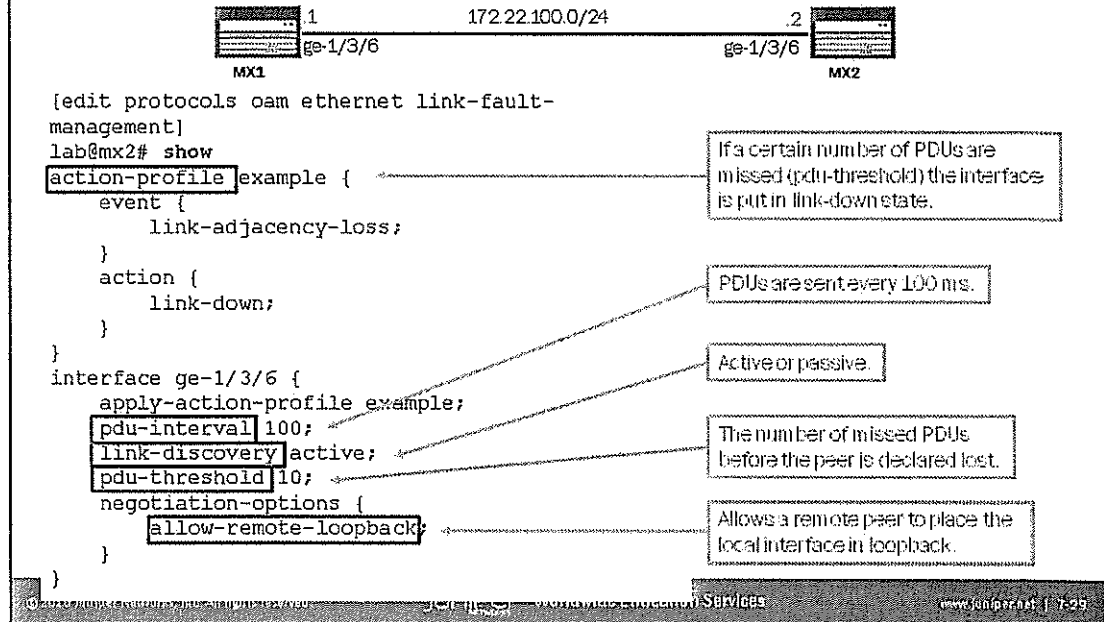 .1 172.22.100.0/24 .2
ge-1/3/6 ge-1/3/6
MX1 MX2
[edit protocols oam ethernet link-fault-
management]
lab@mx2# show
action-profile example {
event {
link-adjacency-loss;
}
action {
link-down;
}
}
interface ge-1/3/6 {
apply-action-profile example;
pdu-interval 100;
link-discovery active;
pdu-threshold 10;
negotiation-options {
allow-remote-loopback;
}
}
If a certain number of PDUs are
missed (pdu-threshold) the interface
is put in link-down state.
PDUs are sent every 100 ms.
Active or passive.
The number of missed PDUs
before the peer is declared lost.
Allows a remote peer to place the
local interface in loopback.
Worldwide Education Services
www.juniper.net | 7-29